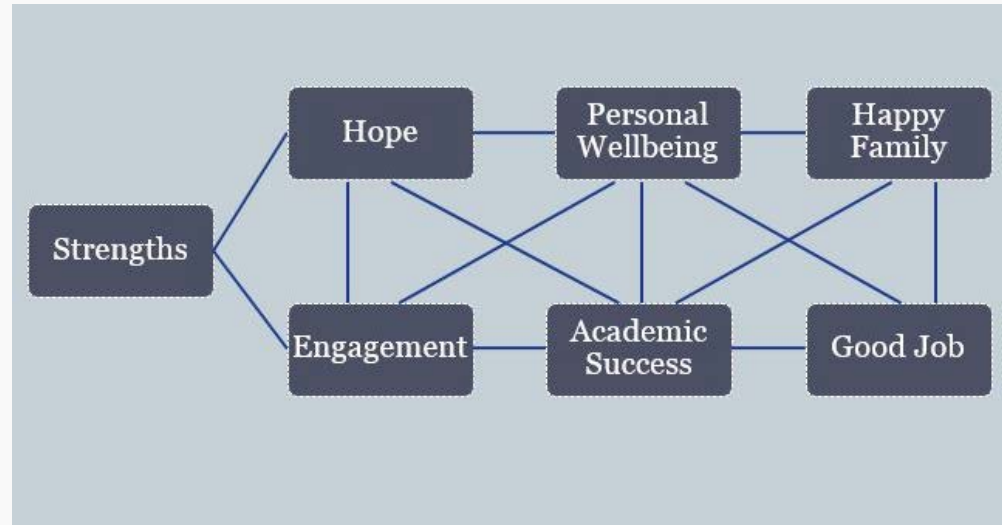 Hope
Personal
Wellbeing
Happy
Family
Strengths
Engagement
Academic
Success
Good Job